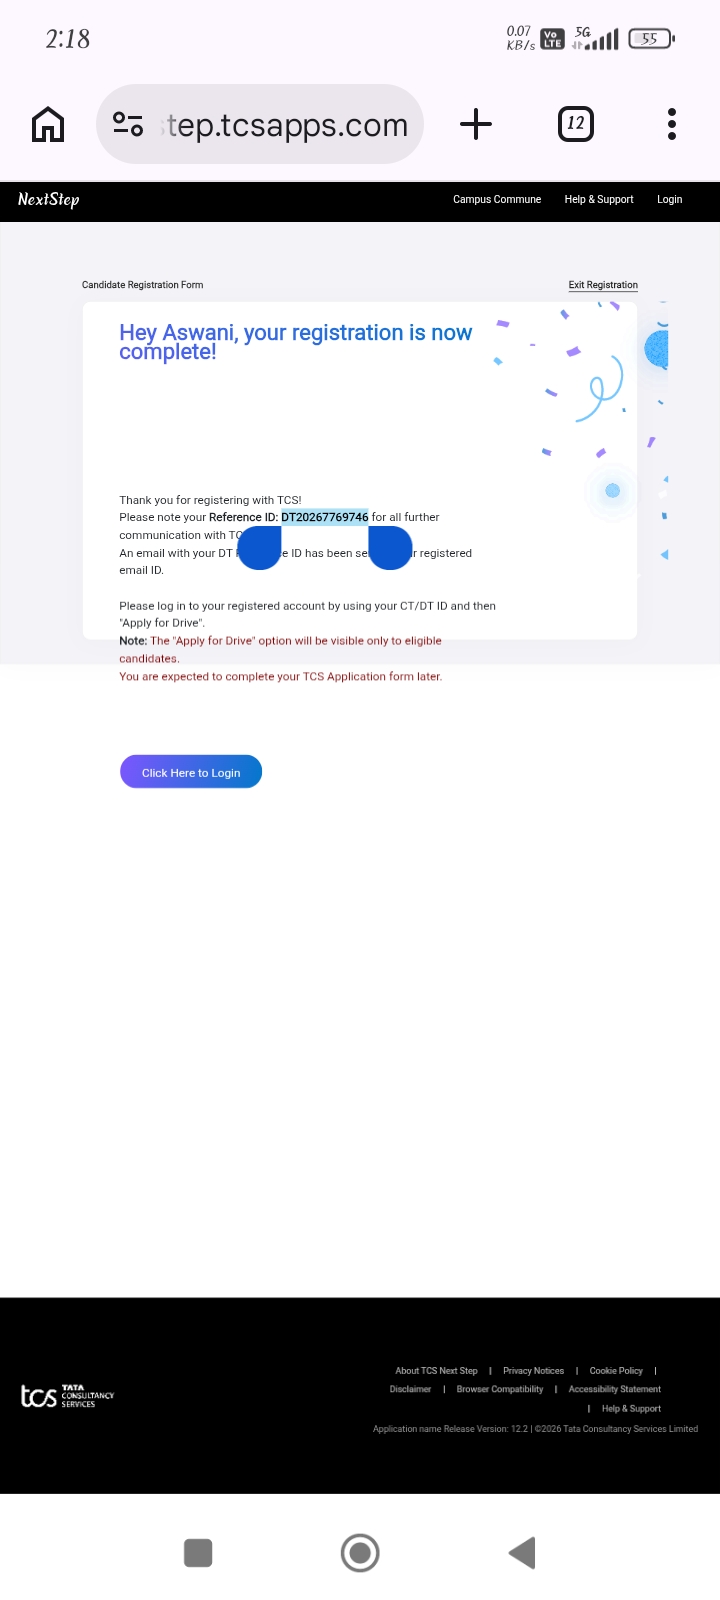 2:18
0.07 KB/s Vo LTE 5G 55
tep.tcsapps.com
12
NextStep Campus Commune Help & Support Login
Candidate Registration Form Exit Registration
Hey Aswani, your registration is now
complete!
Thank you for registering with TCS!
Please note your Reference ID: DT20267769746 for all further
communication with TC
An email with your DT e ID has been se r registered
email ID.
Please log in to your registered account by using your CT/DT ID and then
"Apply for Drive".
Note: The "Apply for Drive" option will be visible only to eligible
candidates.
You are expected to complete your TCS Application form later.
Click Here to Login
tcs TATA
CONSULTANCY
SERVICES
About TCS Next Step | Privacy Notices | Cookie Policy |
Disclaimer | Browser Compatibility | Accessibility Statement
| Help & Support
Application name Release Version: 12.2 | ©2026 Tata Consultancy Services Limited